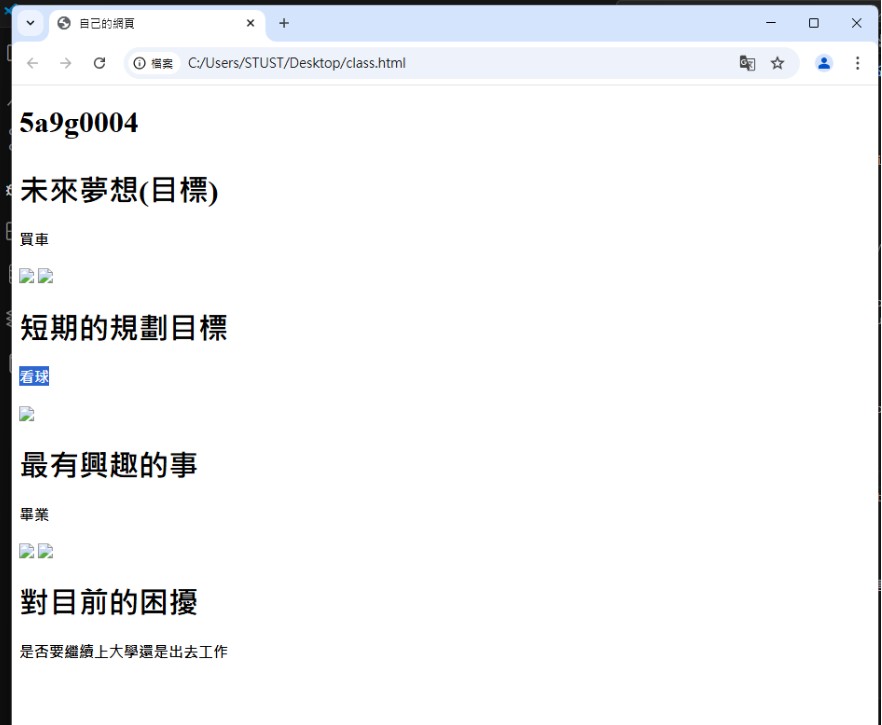 自己的網頁
檔案 C:/Users/STUST/Desktop/class.html
5a9g0004
未來夢想(目標)
買車
短期的規劃目標
看球
最有興趣的事
畢業
對目前的困擾
是否要繼續上大學還是出去工作